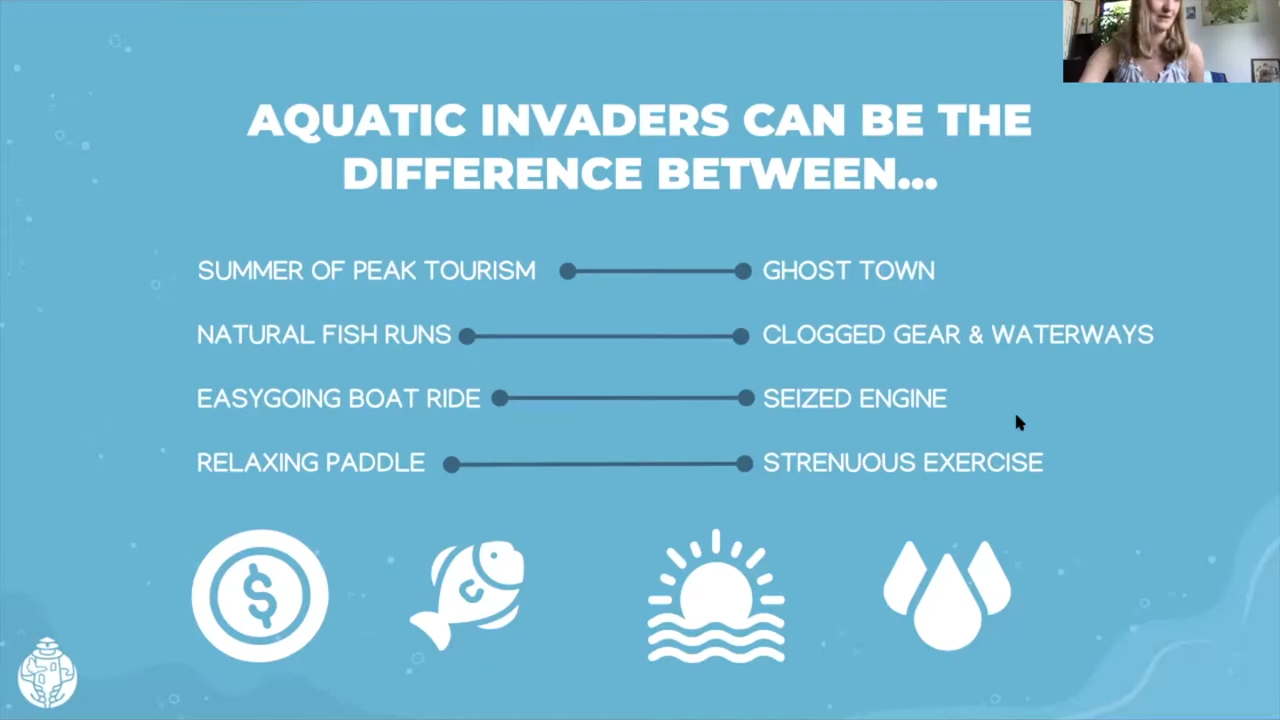 AQUATIC INVADERS CAN BE THE
DIFFERENCE BETWEEN...
SUMMER OF PEAK TOURISM GHOST TOWN
NATURAL FISH RUNS CLOGGED GEAR & WATERWAYS
EASYGOING BOAT RIDE SEIZED ENGINE
RELAXING PADDLE STRENUOUS EXERCISE
$